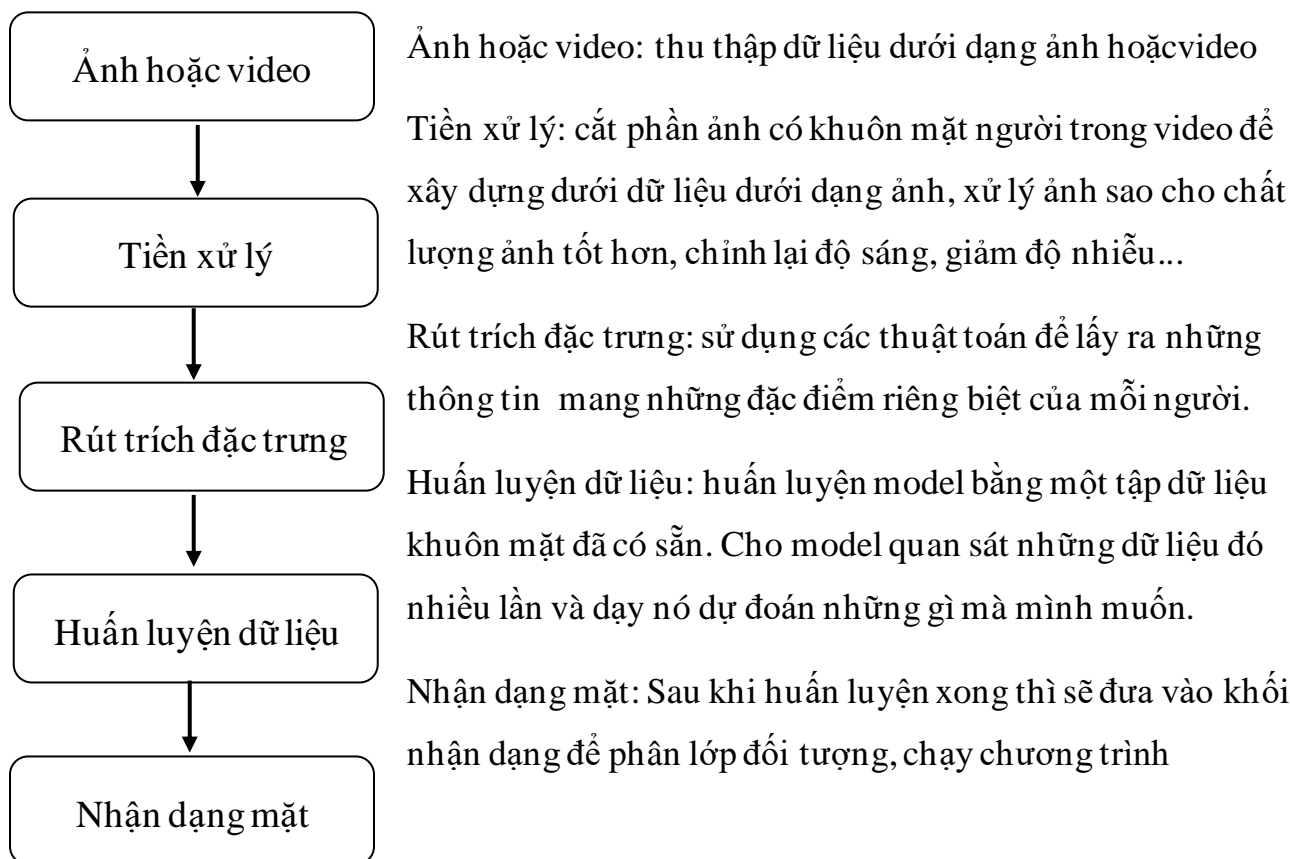 Ảnh hoặc video
Tiền xử lý
Rút trích đặc trưng
Huấn luyện dữ liệu
Nhận dạng mặt
Ảnh hoặc video: thu thập dữ liệu dưới dạng ảnh hoặcvideo
Tiền xử lý: cắt phần ảnh có khuôn mặt người trong video để
xây dựng dưới dữ liệu dưới dạng ảnh, xử lý ảnh sao cho chất
lượng ảnh tốt hơn, chỉnh lại độ sáng, giảm độ nhiễu...
Rút trích đặc trưng: sử dụng các thuật toán để lấy ra những
thông tin mang những đặc điểm riêng biệt của mỗi người.
Huấn luyện dữ liệu: huấn luyện model bằng một tập dữ liệu
khuôn mặt đã có sẵn. Cho model quan sát những dữ liệu đó
nhiều lần và dạy nó dự đoán những gì mà mình muốn.
Nhận dạng mặt: Sau khi huấn luyện xong thì sẽ đưa vào khối
nhận dạng để phân lớp đối tượng, chạy chương trình